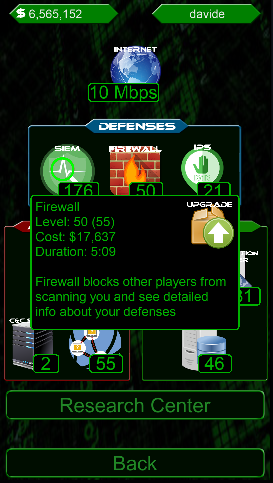 $ 6,565,152
davide
INTERNET
10 Mbps
DEFENSES
SIEM
FIREWALL
IPS
176
50
21
Firewall
Level: 50 (55)
Cost: $17,637
Duration: 5:09
UPGRADE
Firewall blocks other players from
scanning you and see detailed
info about your defenses
2
55
46
Research Center
Back